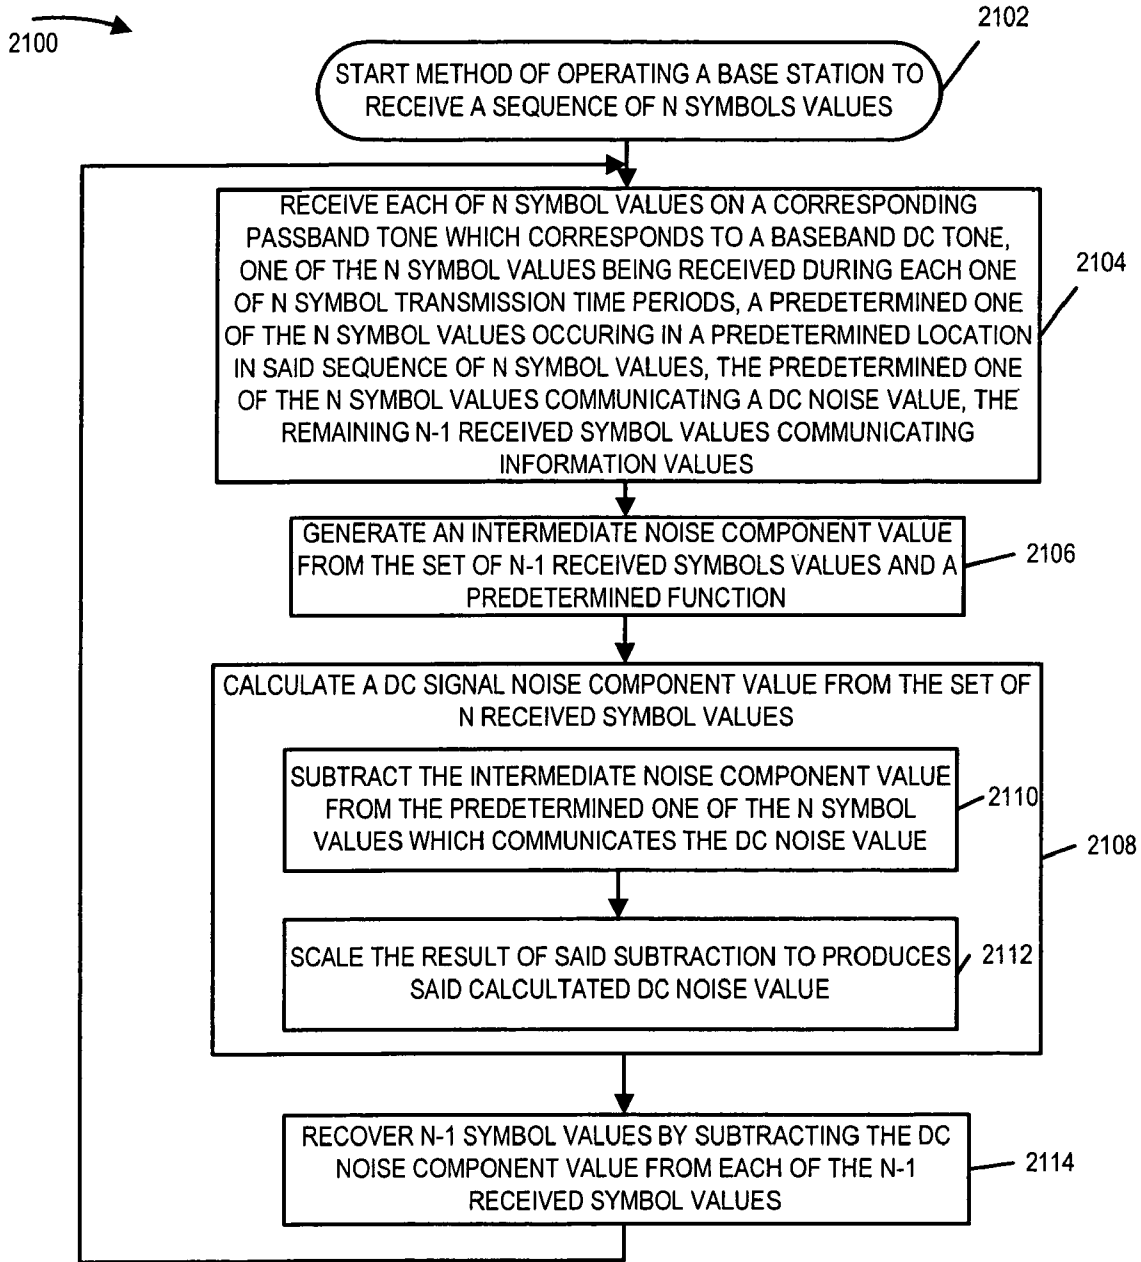 2100
2102
START METHOD OF OPERATING A BASE STATION TO
RECEIVE A SEQUENCE OF N SYMBOLS VALUES
RECEIVE EACH OF N SYMBOL VALUES ON A CORRESPONDING
PASSBAND TONE WHICH CORRESPONDS TO A BASEBAND DC TONE,
ONE OF THE N SYMBOL VALUES BEING RECEIVED DURING EACH ONE
OF N SYMBOL TRANSMISSION TIME PERIODS, A PREDETERMINED ONE
OF THE N SYMBOL VALUES OCCURING IN A PREDETERMINED LOCATION
IN SAID SEQUENCE OF N SYMBOL VALUES, THE PREDETERMINED ONE
OF THE N SYMBOL VALUES COMMUNICATING A DC NOISE VALUE, THE
REMAINING N-1 RECEIVED SYMBOL VALUES COMMUNICATING
INFORMATION VALUES
2104
GENERATE AN INTERMEDIATE NOISE COMPONENT VALUE
FROM THE SET OF N-1 RECEIVED SYMBOLS VALUES AND A
PREDETERMINED FUNCTION
2106
CALCULATE A DC SIGNAL NOISE COMPONENT VALUE FROM THE SET OF
N RECEIVED SYMBOL VALUES
SUBTRACT THE INTERMEDIATE NOISE COMPONENT VALUE
FROM THE PREDETERMINED ONE OF THE N SYMBOL
VALUES WHICH COMMUNICATES THE DC NOISE VALUE
2110
2108
SCALE THE RESULT OF SAID SUBTRACTION TO PRODUCES
SAID CALCULTATED DC NOISE VALUE
2112
RECOVER N-1 SYMBOL VALUES BY SUBTRACTING THE DC
NOISE COMPONENT VALUE FROM EACH OF THE N-1
RECEIVED SYMBOL VALUES
2114